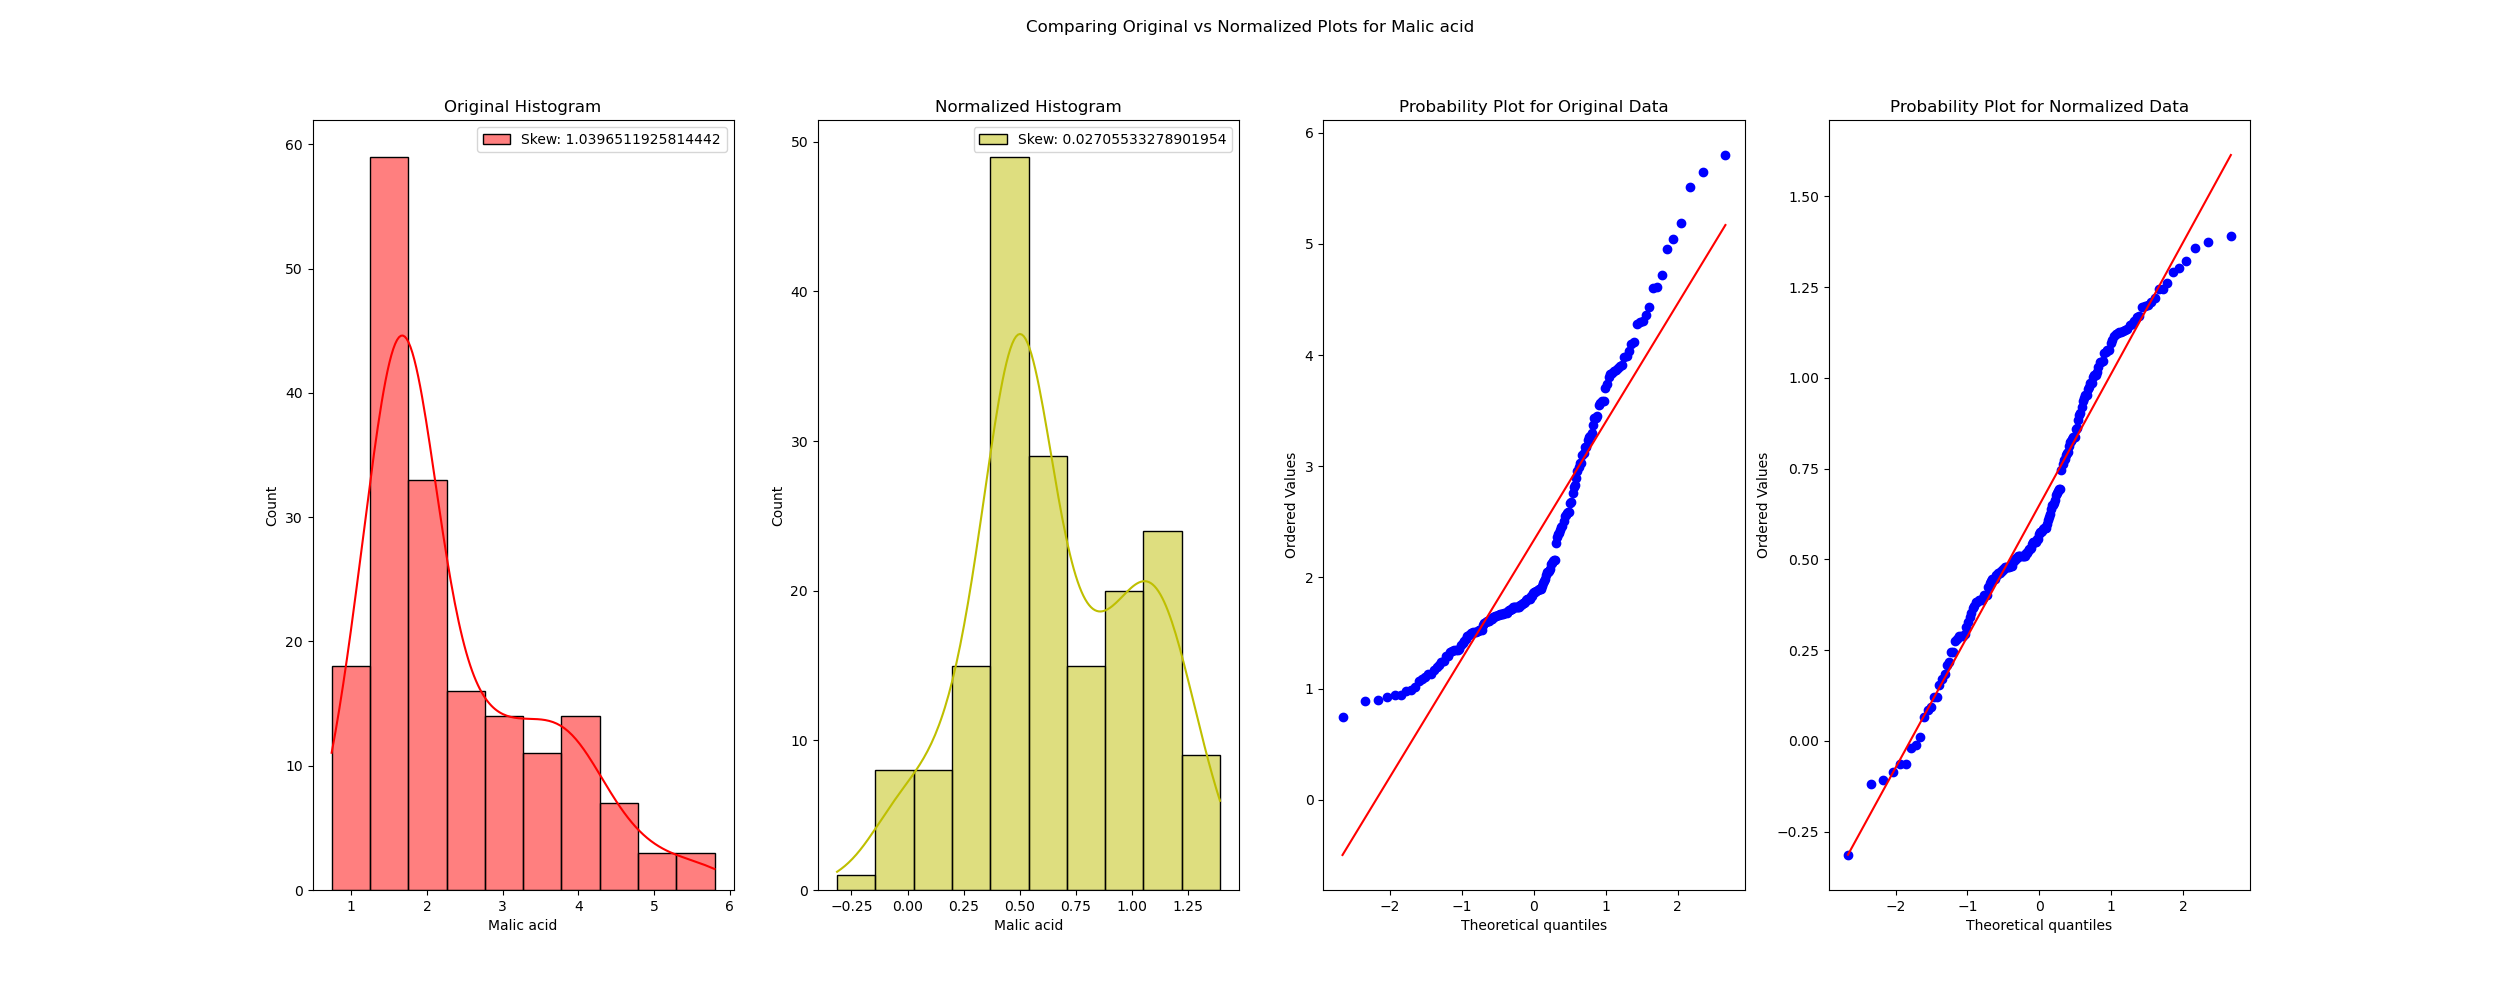 Comparing Original vs Normalized Plots for Malic acid
Original Histogram
Skew: 1.0396511925814442
60
50
40
30
20
10
0
Count
1 2 3 4 5 6
Malic acid
Normalized Histogram
Skew: 0.02705533278901954
50
40
30
20
10
0
Count
−0.25 0.00 0.25 0.50 0.75 1.00 1.25
Malic acid
Probability Plot for Original Data
6
5
4
3
2
1
0
Ordered Values
−2 −1 0 1 2
Theoretical quantiles
Probability Plot for Normalized Data
1.50
1.25
1.00
0.75
0.50
0.25
0.00
−0.25
Ordered Values
−2 −1 0 1 2
Theoretical quantiles